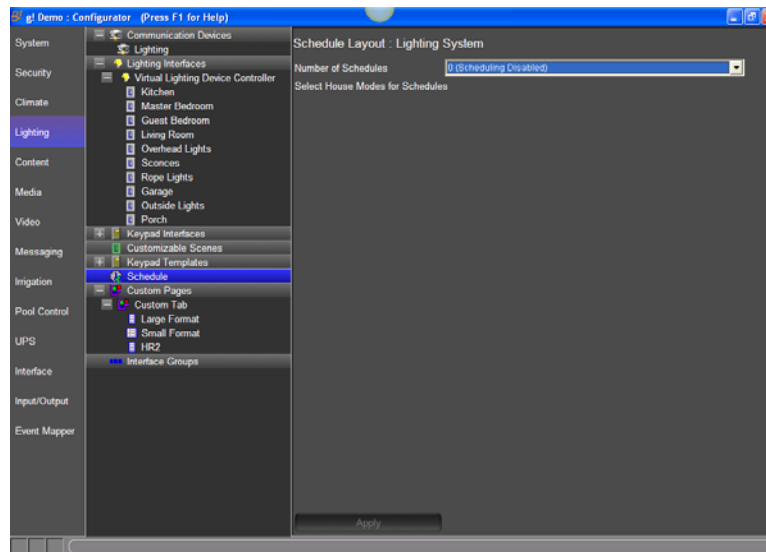 g! Demo : Configurator (Press F1 for Help)
System
Security
Climate
Lighting
Content
Media
Video
Messaging
Irrigation
Pool Control
UPS
Interface
Input/Output
Event Mapper
Communication Devices
Lighting
Lighting Interfaces
Virtual Lighting Device Controller
Kitchen
Master Bedroom
Guest Bedroom
Living Room
Overhead Lights
Sconces
Rope Lights
Garage
Outside Lights
Porch
Keypad Interfaces
Customizable Scenes
Keypad Templates
Schedule
Custom Pages
Custom Tab
Large Format
Small Format
HR2
Interface Groups
Schedule Layout : Lighting System
Number of Schedules 0 (Scheduling Disabled)
Select House Modes for Schedules
Apply